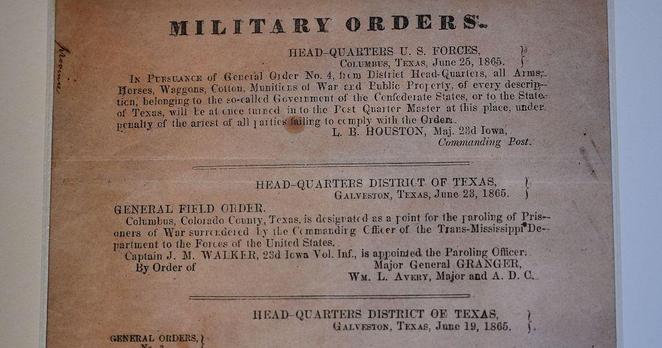 MILITARY ORDERS.
HEAD-QUARTERS U. S. FORCES,
COLUMBUS, TEXAS, June 25, 1865.
IN PURSUANCE of General Order No. 4, from District Head-Quarters, all Arms,
Horses, Waggons, Cotton, Munitions of War and Public Property, of every descrip-
tion, belonging to the so-called Government of the Confederate States, or to the State
of Texas, will be at once turned into the Post Quarter Master at this place, under
penalty of the arrest of all parties failing to comply with the Order.
L. B. HOUSTON, Maj. 23d Iowa,
Commanding Post.
HEAD-QUARTERS DISTRICT OF TEXAS,
GALVESTON, TEXAS, June 23, 1865.
GENERAL FIELD ORDER.
Columbus, Colorado County, Texas, is designated as a point for the paroling of Pris-
oners of War surrendered by the Commanding Officer of the Trans-Mississippi De-
partment to the Forces of the United States.
Captain J. M. WALKER, 23d Iowa Vol. Inf., is appointed the Paroling Officer.
By Order of Major General GRANGER,
WM. L. AVERY, Major and A. D. C.
HEAD-QUARTERS DISTRICT OF TEXAS,
GALVESTON, TEXAS, June 19, 1865.
GENERAL ORDERS,